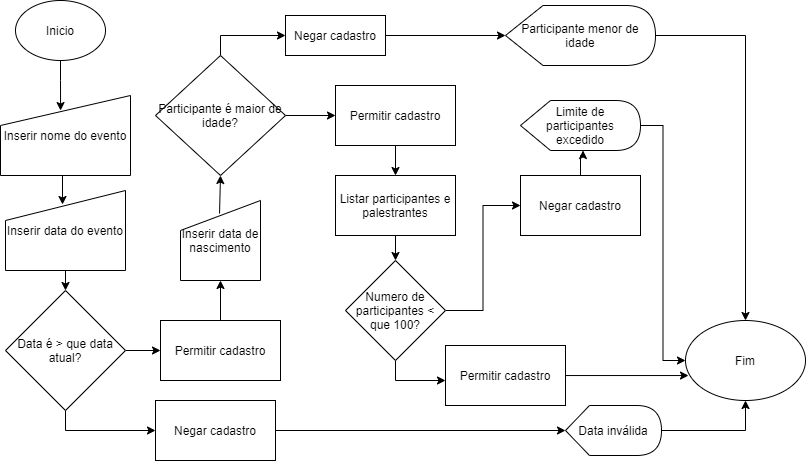 Inicio
Inserir nome do evento
Inserir data do evento
Data é > que data
atual?
Permitir cadastro
Negar cadastro
Data inválida
Inserir data de
nascimento
Participante é maior de
idade?
Negar cadastro
Participante menor de
idade
Permitir cadastro
Listar participantes e
palestrantes
Numero de
participantes <
que 100?
Negar cadastro
Limite de
participantes
excedido
Permitir cadastro
Fim